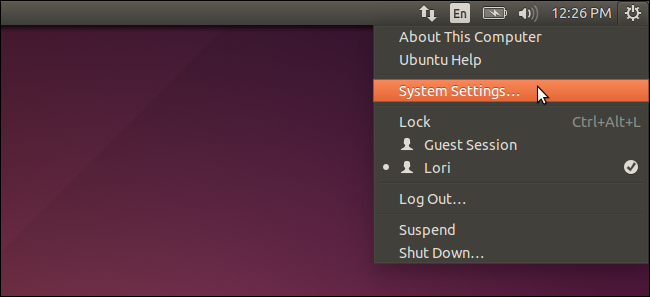 En 12:26 PM
About This Computer
Ubuntu Help
System Settings...
Lock Ctrl+Alt+L
Guest Session
Lori
Log Out...
Suspend
Shut Down...